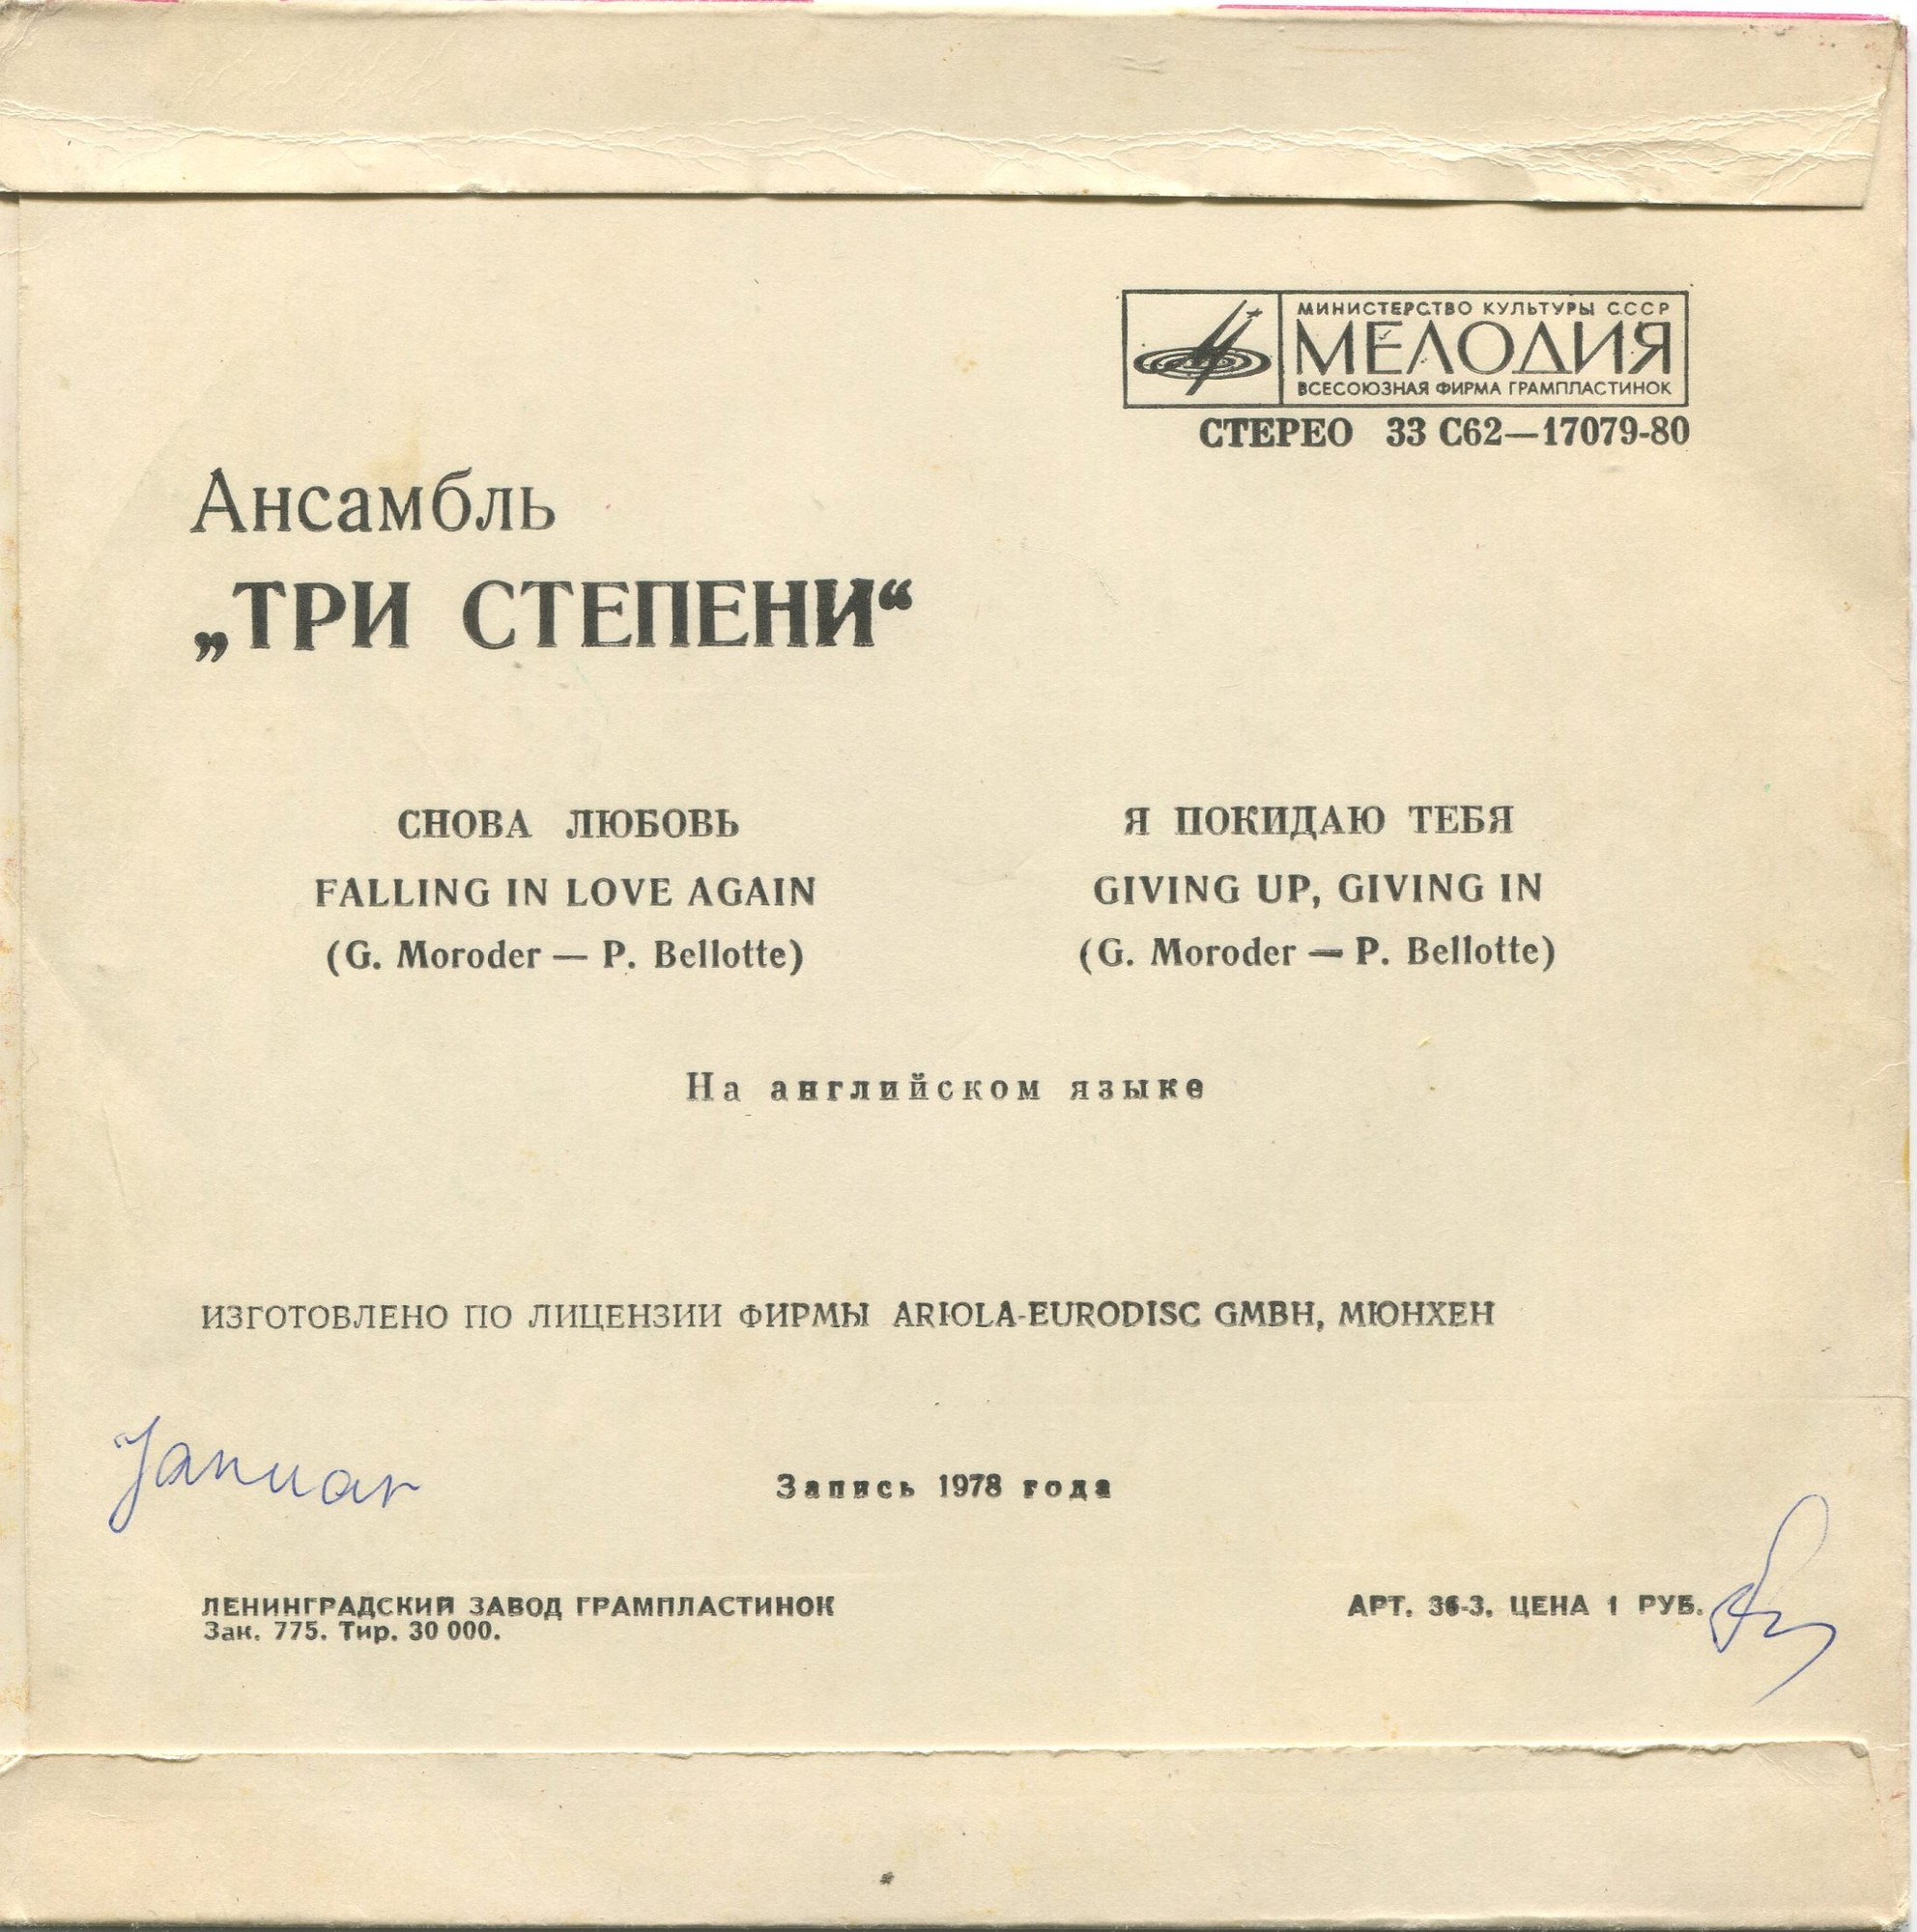 МИНИСТЕРСТВО КУЛЬТУРЫ СССР
МЕЛОДИЯ
ВСЕСОЮЗНАЯ ФИРМА ГРАМПЛАСТИНОК
СТЕРЕО 33 С62—17079-80
Ансамбль
„ТРИ СТЕПЕНИ“
СНОВА ЛЮБОВЬ
FALLING IN LOVE AGAIN
(G. Moroder — P. Bellotte)
Я ПОКИДАЮ ТЕБЯ
GIVING UP, GIVING IN
(G. Moroder — P. Bellotte)
На английском языке
ИЗГОТОВЛЕНО ПО ЛИЦЕНЗИИ ФИРМЫ ARIOLA-EURODISC GMBH, МЮНХЕН
Januar
Запись 1978 года
ЛЕНИНГРАДСКИЙ ЗАВОД ГРАМПЛАСТИНОК
Зак. 775. Тир. 30 000.
АРТ. 36-3. ЦЕНА 1 РУБ.